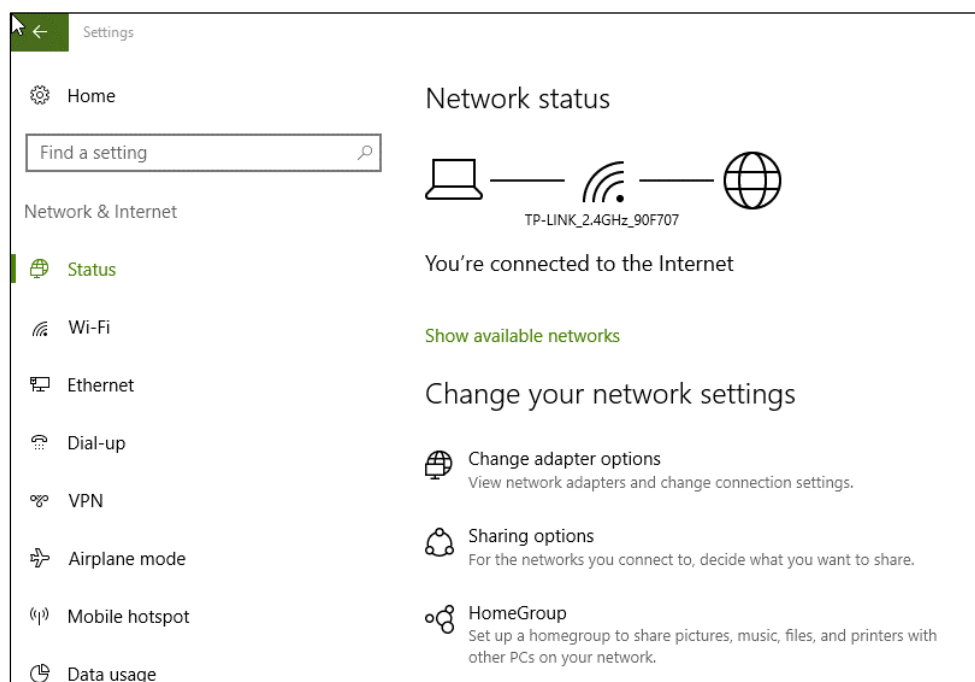 Settings
Home
Find a setting
Network & Internet
Status
Wi-Fi
Ethernet
Dial-up
VPN
Airplane mode
Mobile hotspot
Data usage
Network status
TP-LINK_2.4GHz_90F707
You're connected to the Internet
Show available networks
Change your network settings
Change adapter options
View network adapters and change connection settings.
Sharing options
For the networks you connect to, decide what you want to share.
HomeGroup
Set up a homegroup to share pictures, music, files, and printers with
other PCs on your network.